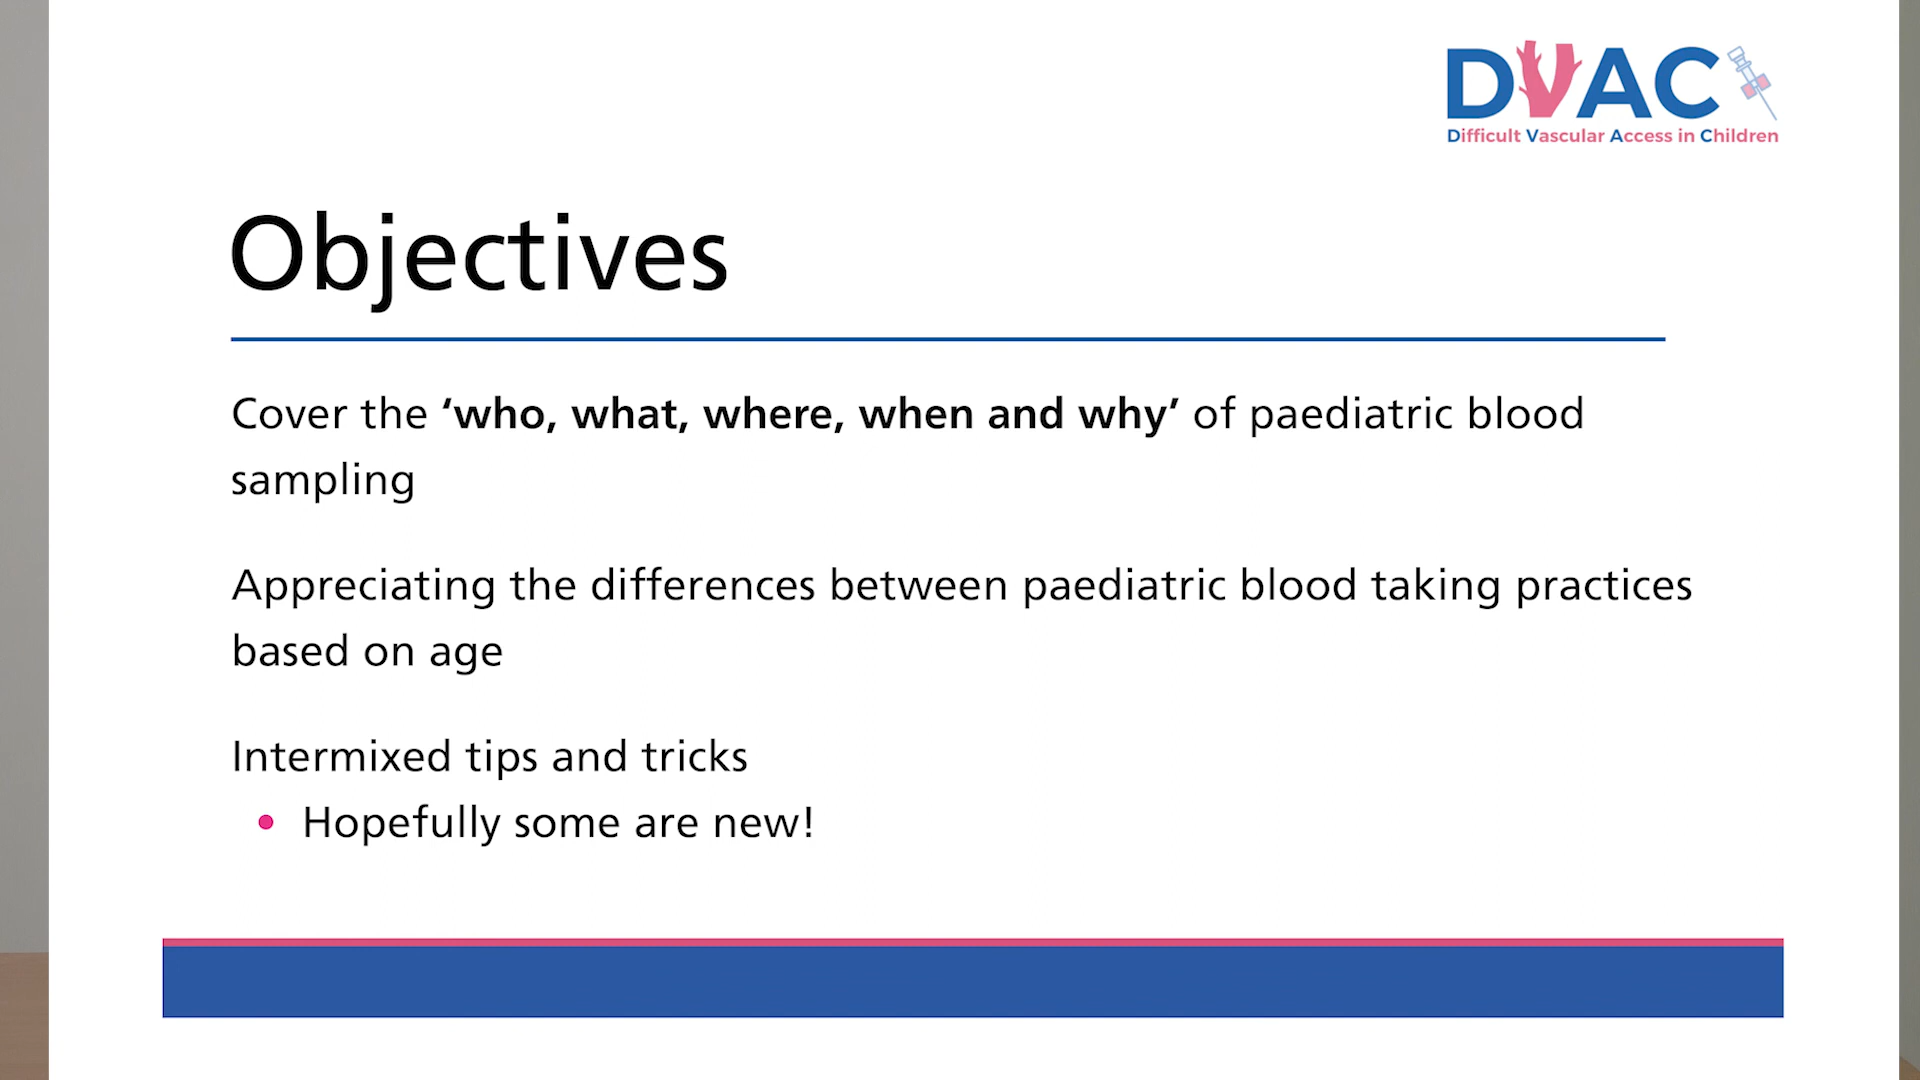 DVAC
Difficult Vascular Access in Children
Objectives
Cover the ‘who, what, where, when and why’ of paediatric blood
sampling
Appreciating the differences between paediatric blood taking practices
based on age
Intermixed tips and tricks
• Hopefully some are new!